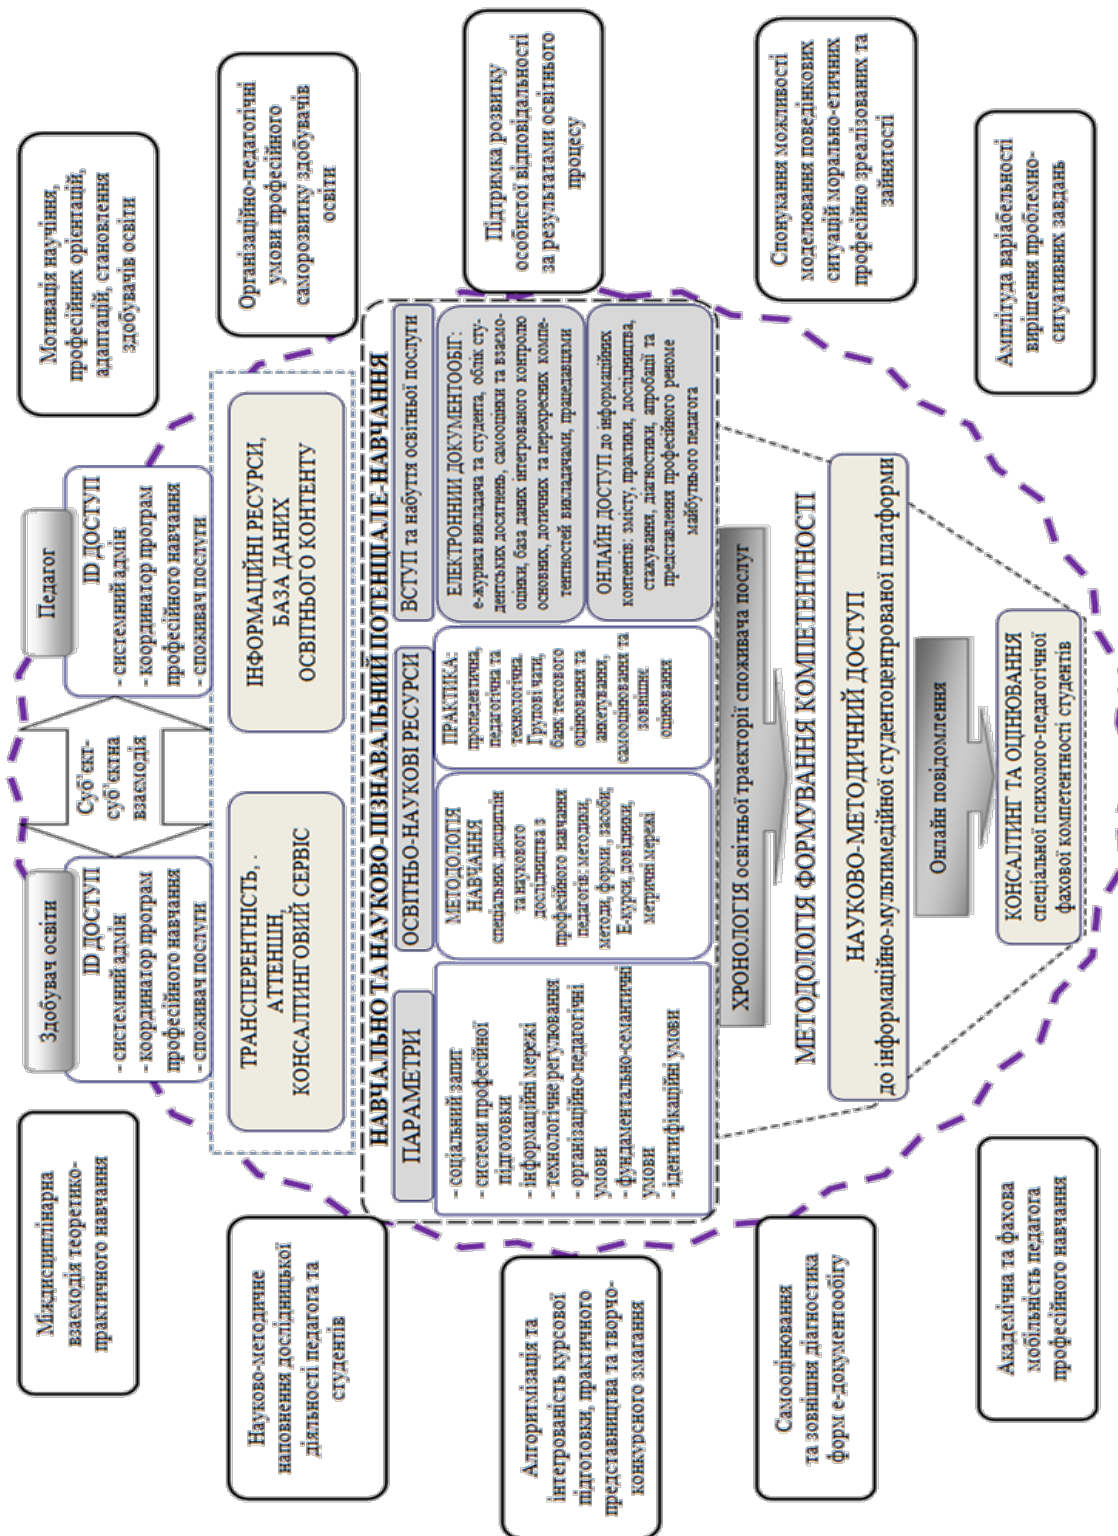 Міждисциплінарна
взаємодія теоретико-
практичного навчання
Мотивація научіння,
професійних орієнтацій,
адаптацій, становлення
здобувачів освіти
Здобувач освіти
ID ДОСТУП
- системний адмін
- координатор програм
професійного навчання
- споживач послуги
Суб'єкт-
суб'єктна
взаємодія
Педагог
ID ДОСТУП
- системний адмін
- координатор програм
професійного навчання
- споживач послуги
Науково-методичне
наповнення дослідницької
діяльності педагога та
студентів
ТРАНСПЕРЕНТНІСТЬ, .
АТТЕНШН,
КОНСАЛТИНГОВИЙ СЕРВІС
ІНФОРМАЦІЙНІ РЕСУРСИ,
БАЗА ДАНИХ
ОСВІТНЬОГО КОНТЕНТУ
Організаційно-педагогічні
умови професійного
саморозвитку здобувачів
освіти
НАВЧАЛЬНО ТА НАУКОВО-ПІЗНАВАЛЬНИЙ ПОТЕНЦІАЛ Е-НАВЧАННЯ
ПАРАМЕТРИ
- соціальний запит
- системи професійної
підготовки
- інформаційні мережі
- технологічне регулювання
- організаційно-педагогічні
умови
- фундаментально-семантичні
умови
- ідентифікаційні умови
ОСВІТНЬО-НАУКОВІ РЕСУРСИ
МЕТОДОЛОГІЯ
НАВЧАННЯ
спеціальних дисциплін
та наукового
дослідництва з
професійного навчання
педагогів: методики,
методи, форми, засоби;
Е-курси, довідники,
метричні мережі
ПРАКТИКА:
пропедевтична,
педагогічна та
технологічна.
Групові чати,
банк тестового
оцінювання та
анкетування,
самооцінювання та
зовнішнє
оцінювання
ВСТУП та набуття освітньої послуги
ЕЛЕКТРОННИЙ ДОКУМЕНТООБІГ:
е-журнал викладача та студента, облік сту-
дентських досягнень, самооцінки та взаємо-
оцінки, база даних інтегрованого контролю
основних, дотичних та перехресних компе-
тентностей викладачами, працедавцями
ОНЛАЙН ДОСТУП до інформаційних
контентів: змісту, практики, дослідництва,
стажування, діагностики, апробації та
представлення професійного реноме
майбутнього педагога
Алгоритмізація та
інтегрованість курсової
підготовки, практичного
представництва та творчо-
конкурсного змагання
Підтримка розвитку
особистої відповідальності
за результатами освітнього
процесу
ХРОНОЛОГІЯ освітньої траєкторії споживача послуг
МЕТОДОЛОГІЯ ФОРМУВАННЯ КОМПЕТЕНТНОСТІ
НАУКОВО-МЕТОДИЧНИЙ ДОСТУП
до інформаційно-мультимедійної студентоцентрованої платформи
Самооцінювання
та зовнішня діагностика
форм е-документообігу
Спонукання можливості
моделювання поведінкових
ситуацій морально-етичних
професійно зреалізованих та
зайнятості
Онлайн повідомлення
КОНСАЛТИНГ ТА ОЦІНЮВАННЯ
спеціальної психолого-педагогічної
фахової компетентності студентів
Академічна та фахова
мобільність педагога
професійного навчання
Амплітуда варіабельності
вирішення проблемно-
ситуативних завдань